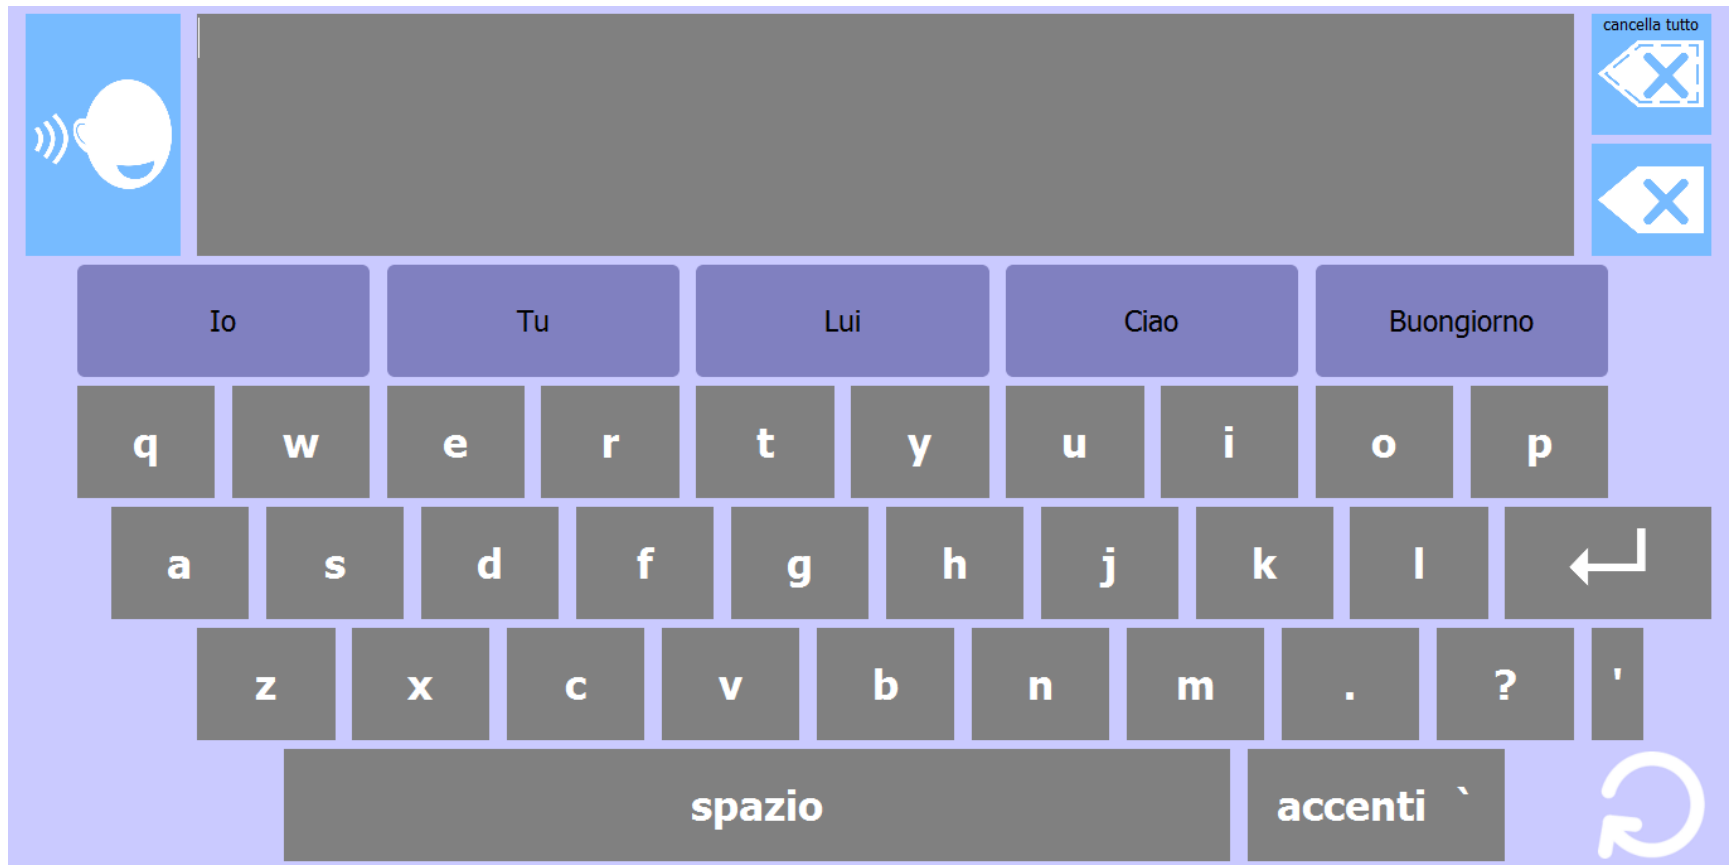 cancella tutto
Io Tu Lui Ciao Buongiorno
q w e r t y u i o p
a s d f g h j k l
z x c v b n m . ? '
spazio accenti `